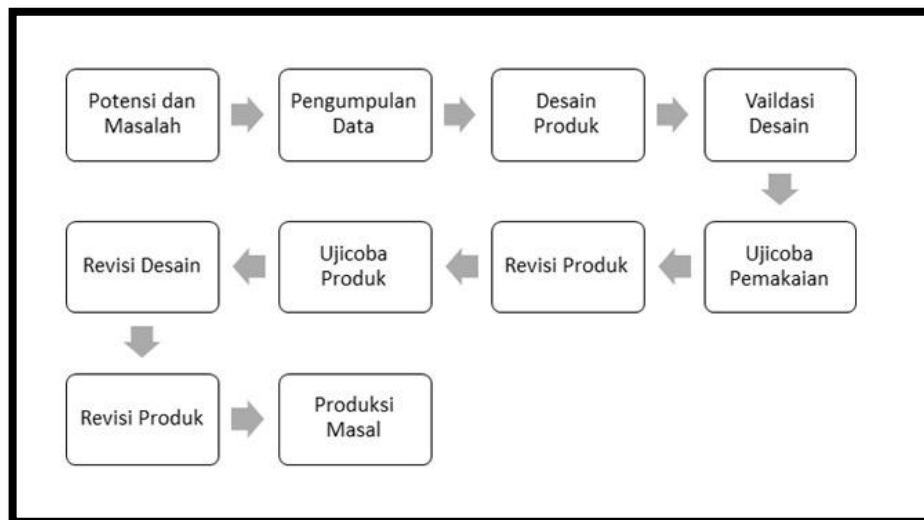 Potensi dan
Masalah
Pengumpulan
Data
Desain
Produk
Vaildasi
Desain
Ujicoba
Pemakaian
Revisi Produk
Ujicoba
Produk
Revisi Desain
Revisi Produk
Produksi
Masal